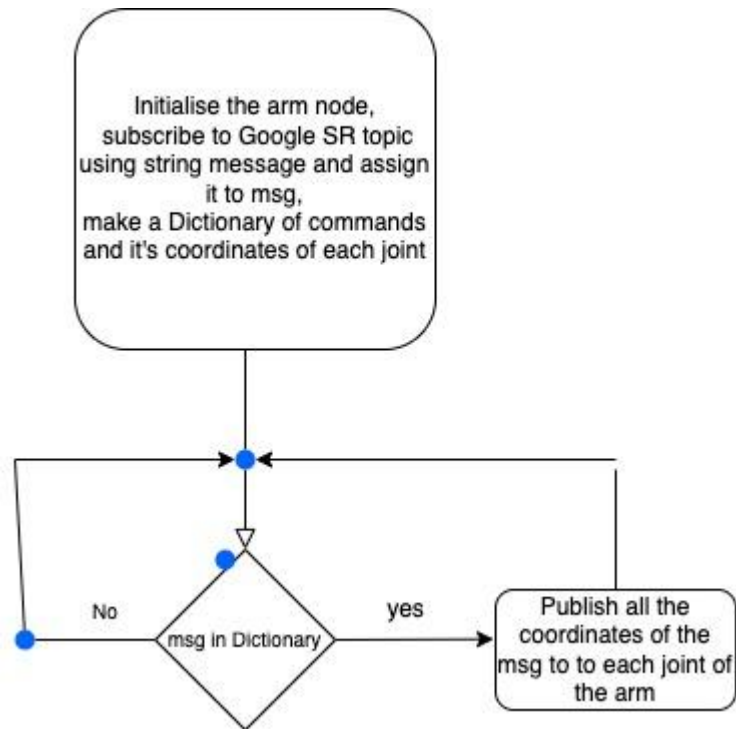 Initialise the arm node,
subscribe to Google SR topic
using string message and assign
it to msg,
make a Dictionary of commands
and it's coordinates of each joint
No
msg in Dictionary
yes
Publish all the
coordinates of the
msg to to each joint of
the arm